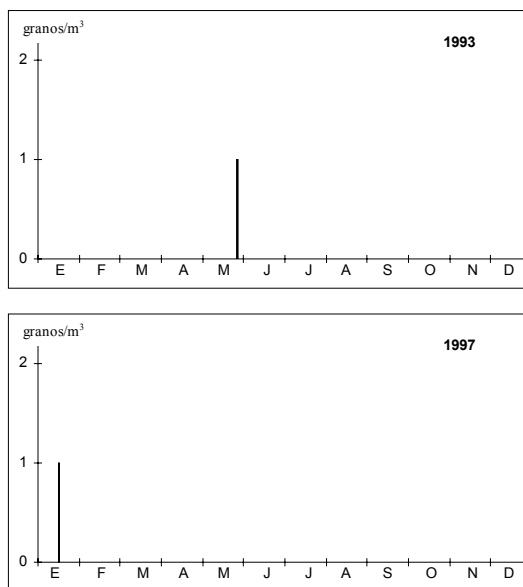 granos/m³
1993
2
1
0
E F M A M J J A S O N D
granos/m³
1997
2
1
0
E F M A M J J A S O N D